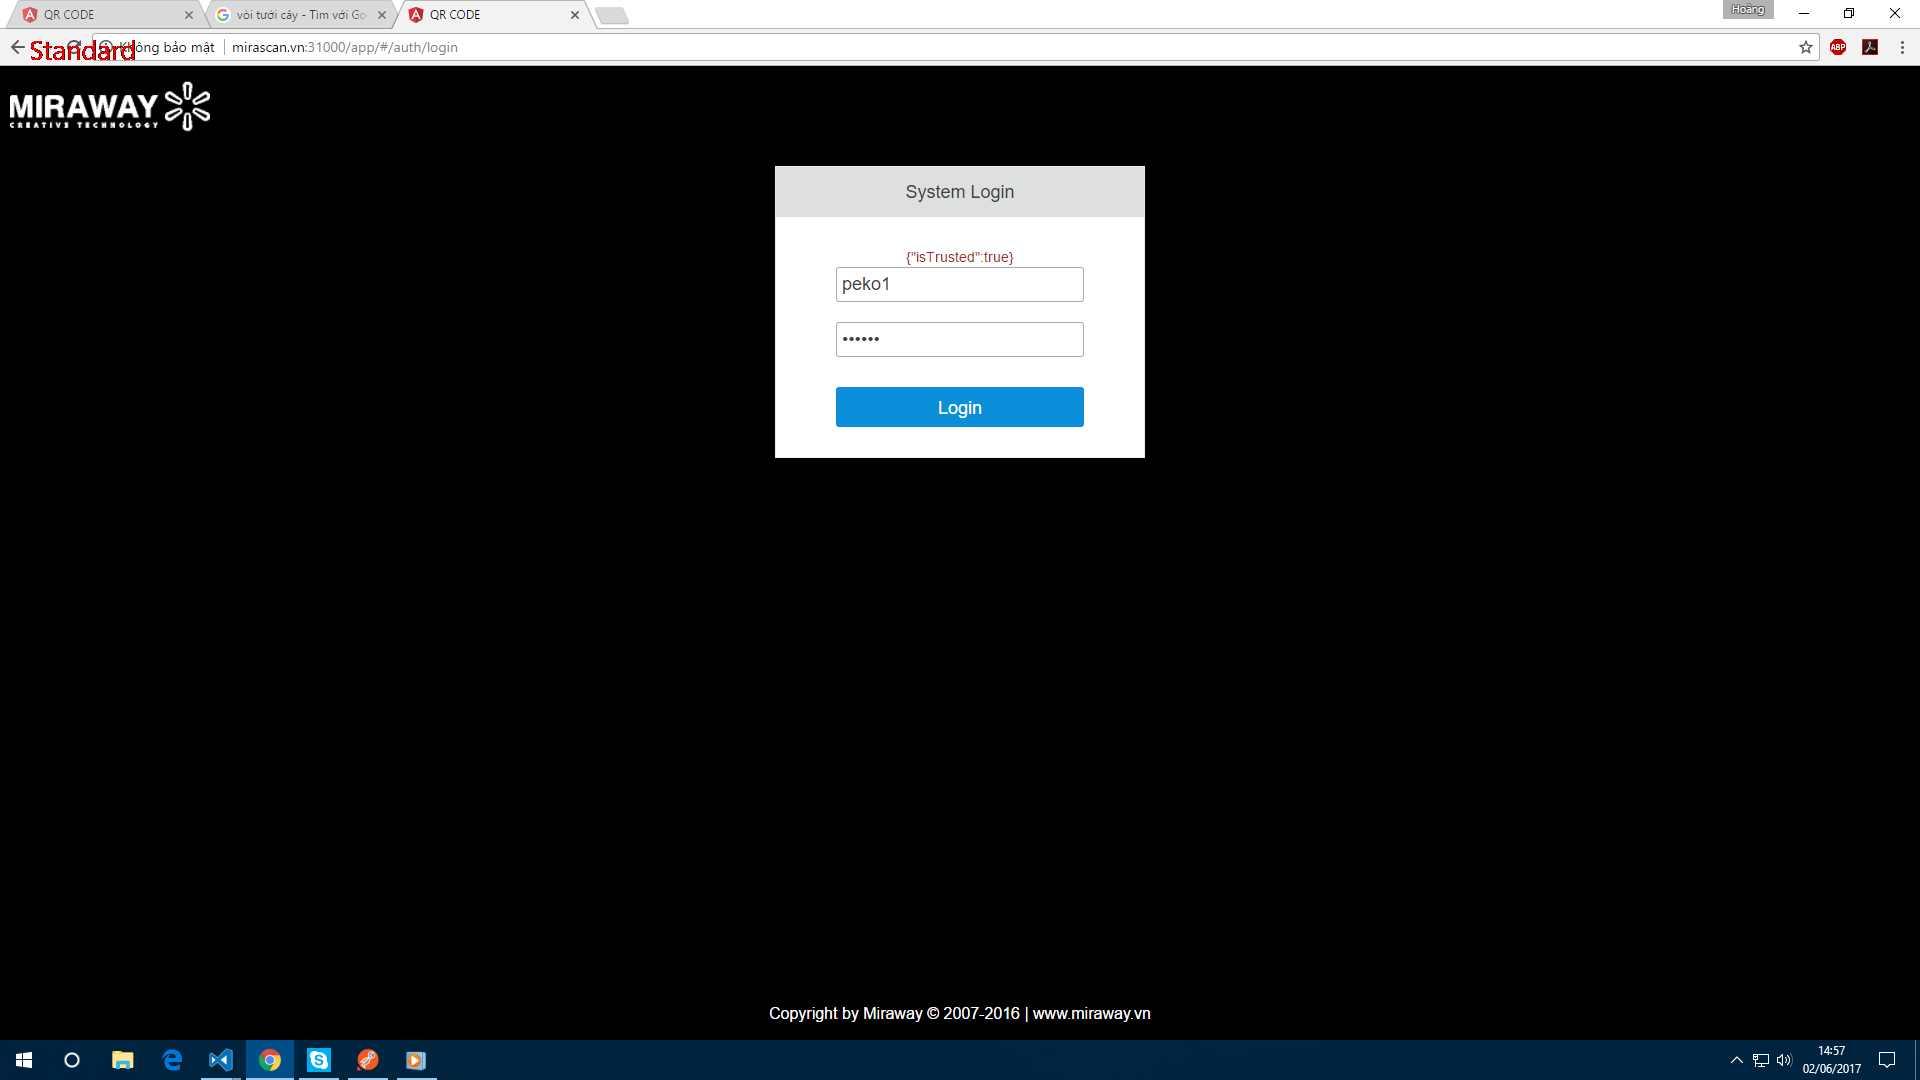 QR CODE
vòi tưới cây - Tìm với Go
QR CODE
Hoàng
Standard
Không bảo mật
mirascan.vn:31000/app/#/auth/login
ABP
MIRAWAY
CREATIVE TECHNOLOGY
System Login
{"isTrusted":true}
peko1
••••••
Login
Copyright by Miraway © 2007-2016 | www.miraway.vn
14:57
02/06/2017